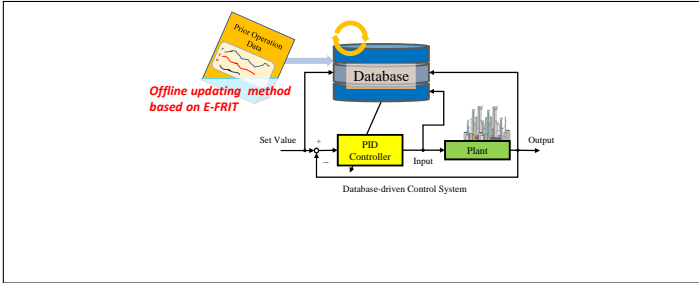 Prior Operation
Data
Database
Offline updating method
based on E-FRIT
Set Value
+
−
PID
Controller
Input
Plant
Output
Database-driven Control System